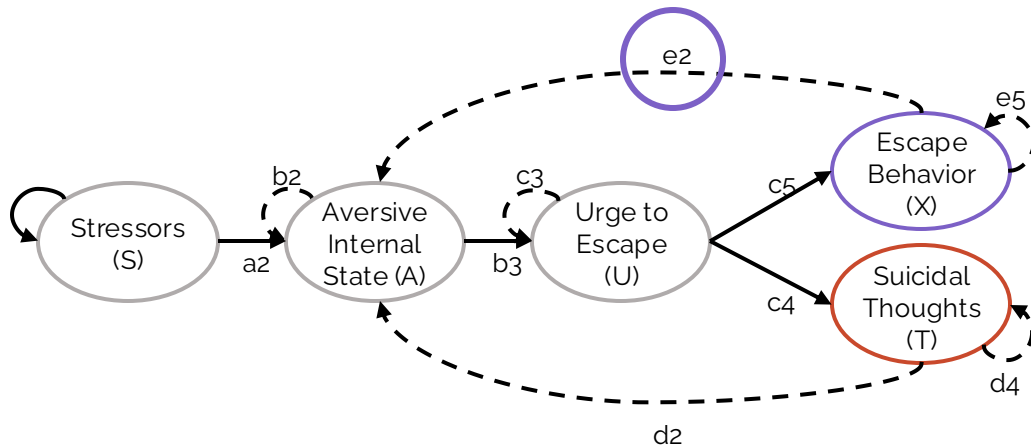 e2
e5
Escape
Behavior
(X)
b2
c3
c5
Stressors
(S)
Aversive
Internal
State (A)
Urge to
Escape
(U)
a2
b3
Suicidal
Thoughts
(T)
c4
d4
d2